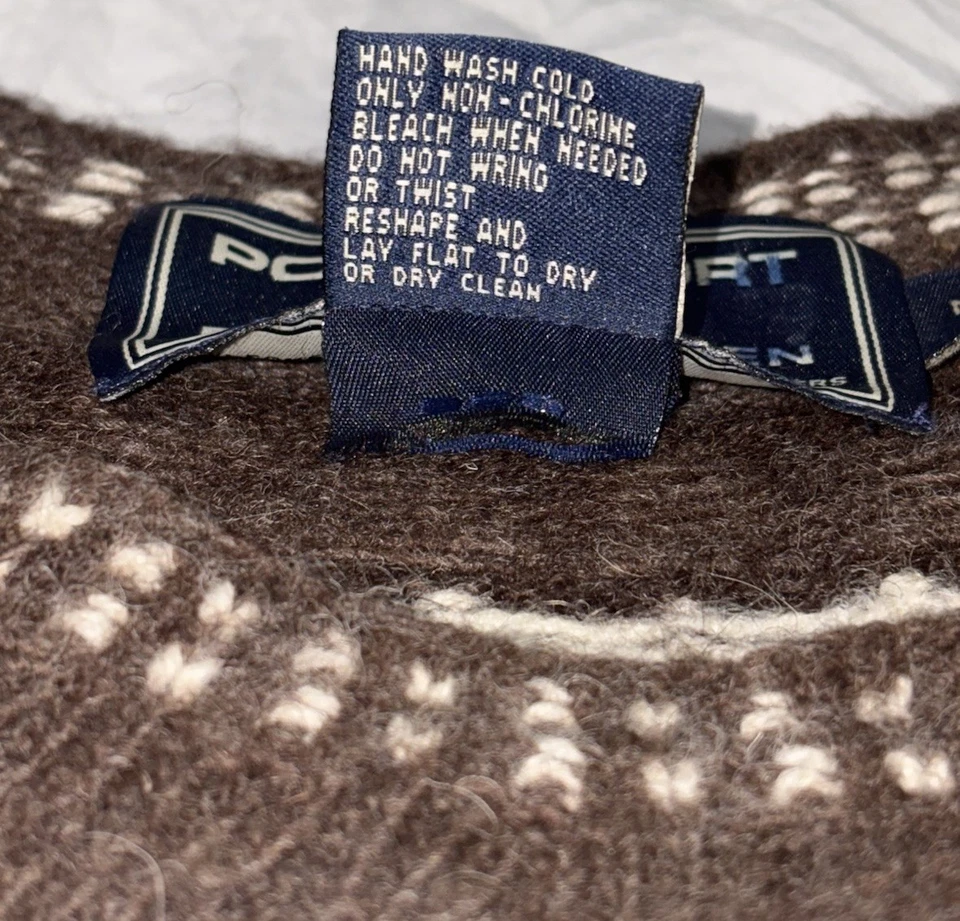 HAND WASH COLD
ONLY NON-CHLORINE
BLEACH WHEN NEEDED
DO NOT WRING
OR TWIST
RESHAPE AND
LAY FLAT TO DRY
OR DRY CLEAN